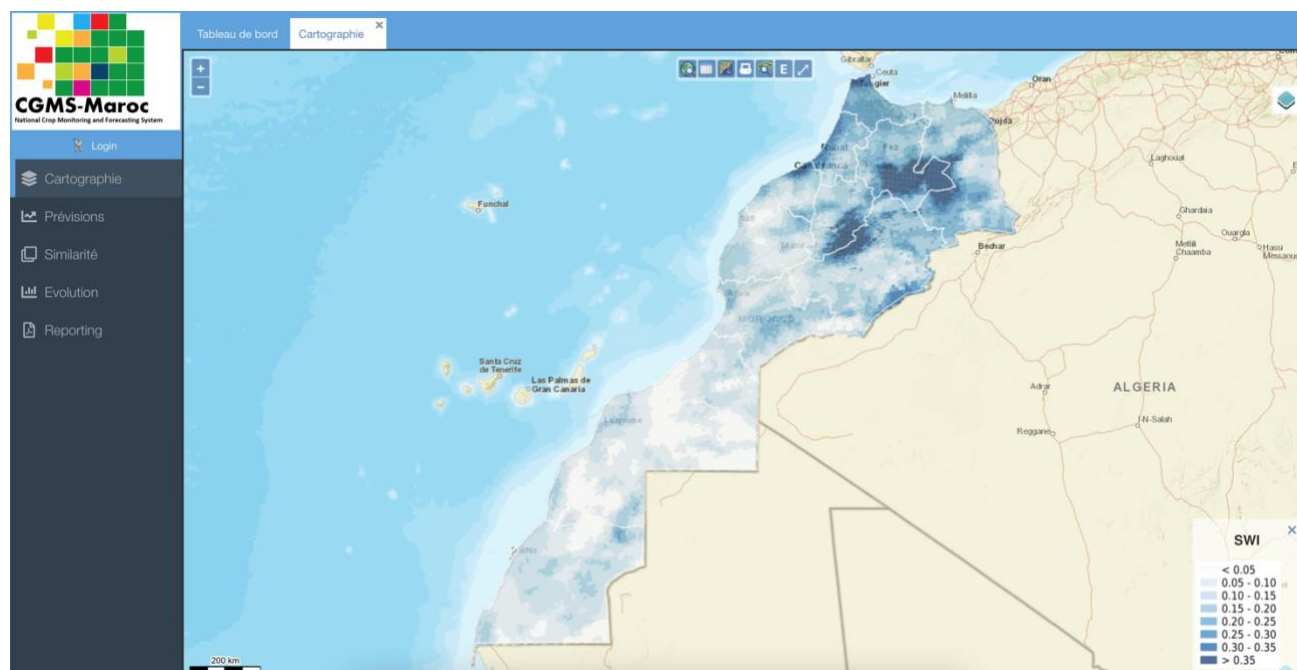 CGMS-Maroc
National Crop Monitoring and Forecasting System
Login
Cartographie
Prévisions
Similarité
Evolution
Reporting
Tableau de bord
Cartographie
+
−
E
Gibraltar
Ceuta
Melilla
Oran
Oujda
Rabat
Fez
Laghouat
Funchal
Safi
Ghardaia
Ouargla
Bechar
Metlili
Chaamba
Hassi
Messaou
MOROCCO
Santa Cruz
de Tenerife
Las Palmas de
Gran Canaria
Adrar
ALGERIA
I-N-Salah
Reggane
200 km
SWI
< 0.05
0.05 - 0.10
0.10 - 0.15
0.15 - 0.20
0.20 - 0.25
0.25 - 0.30
0.30 - 0.35
> 0.35